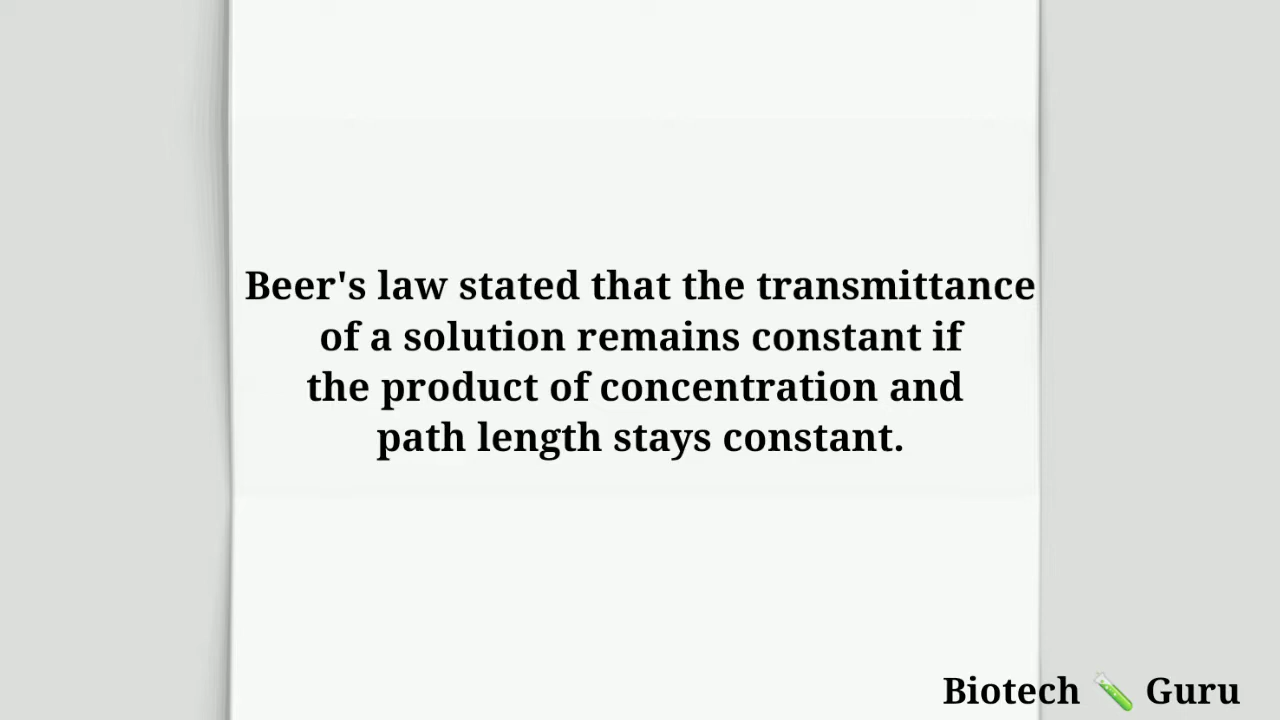 Beer's law stated that the transmittance
of a solution remains constant if
the product of concentration and
path length stays constant.
Biotech 🧪 Guru